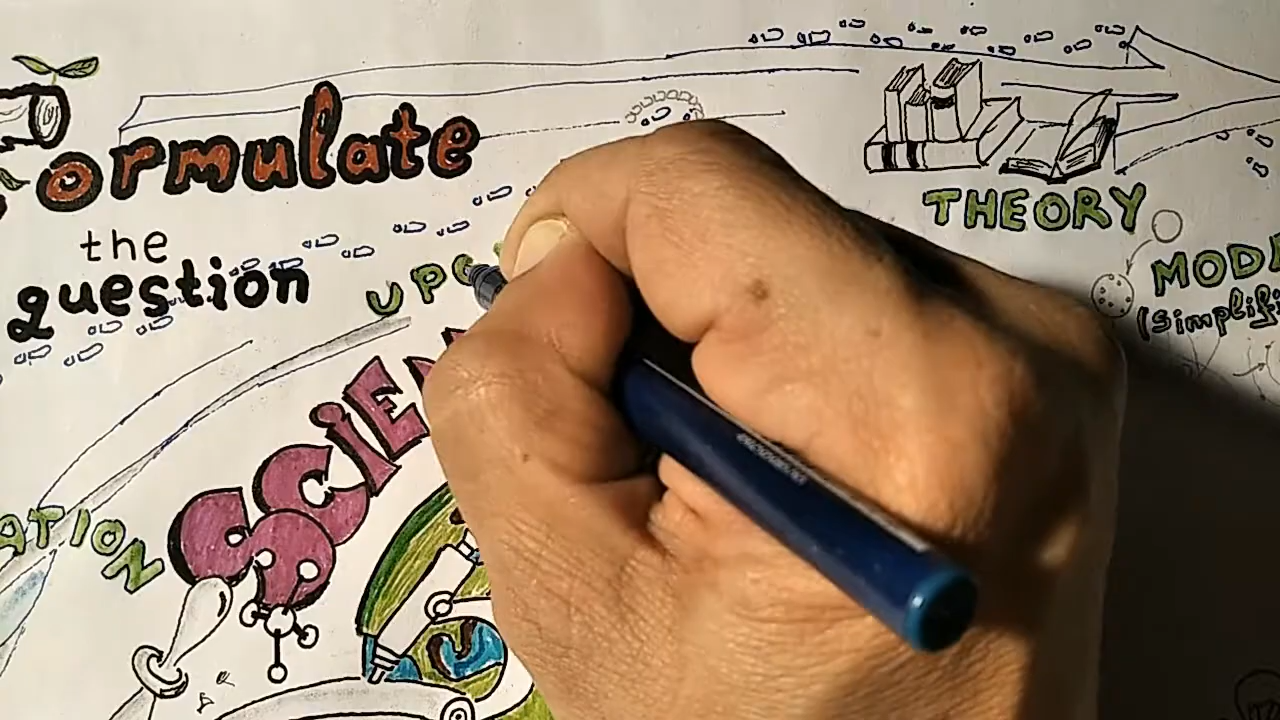 ormulate
the
question
THEORY
MOD
(Simplifi
UP
SCIE
ATION